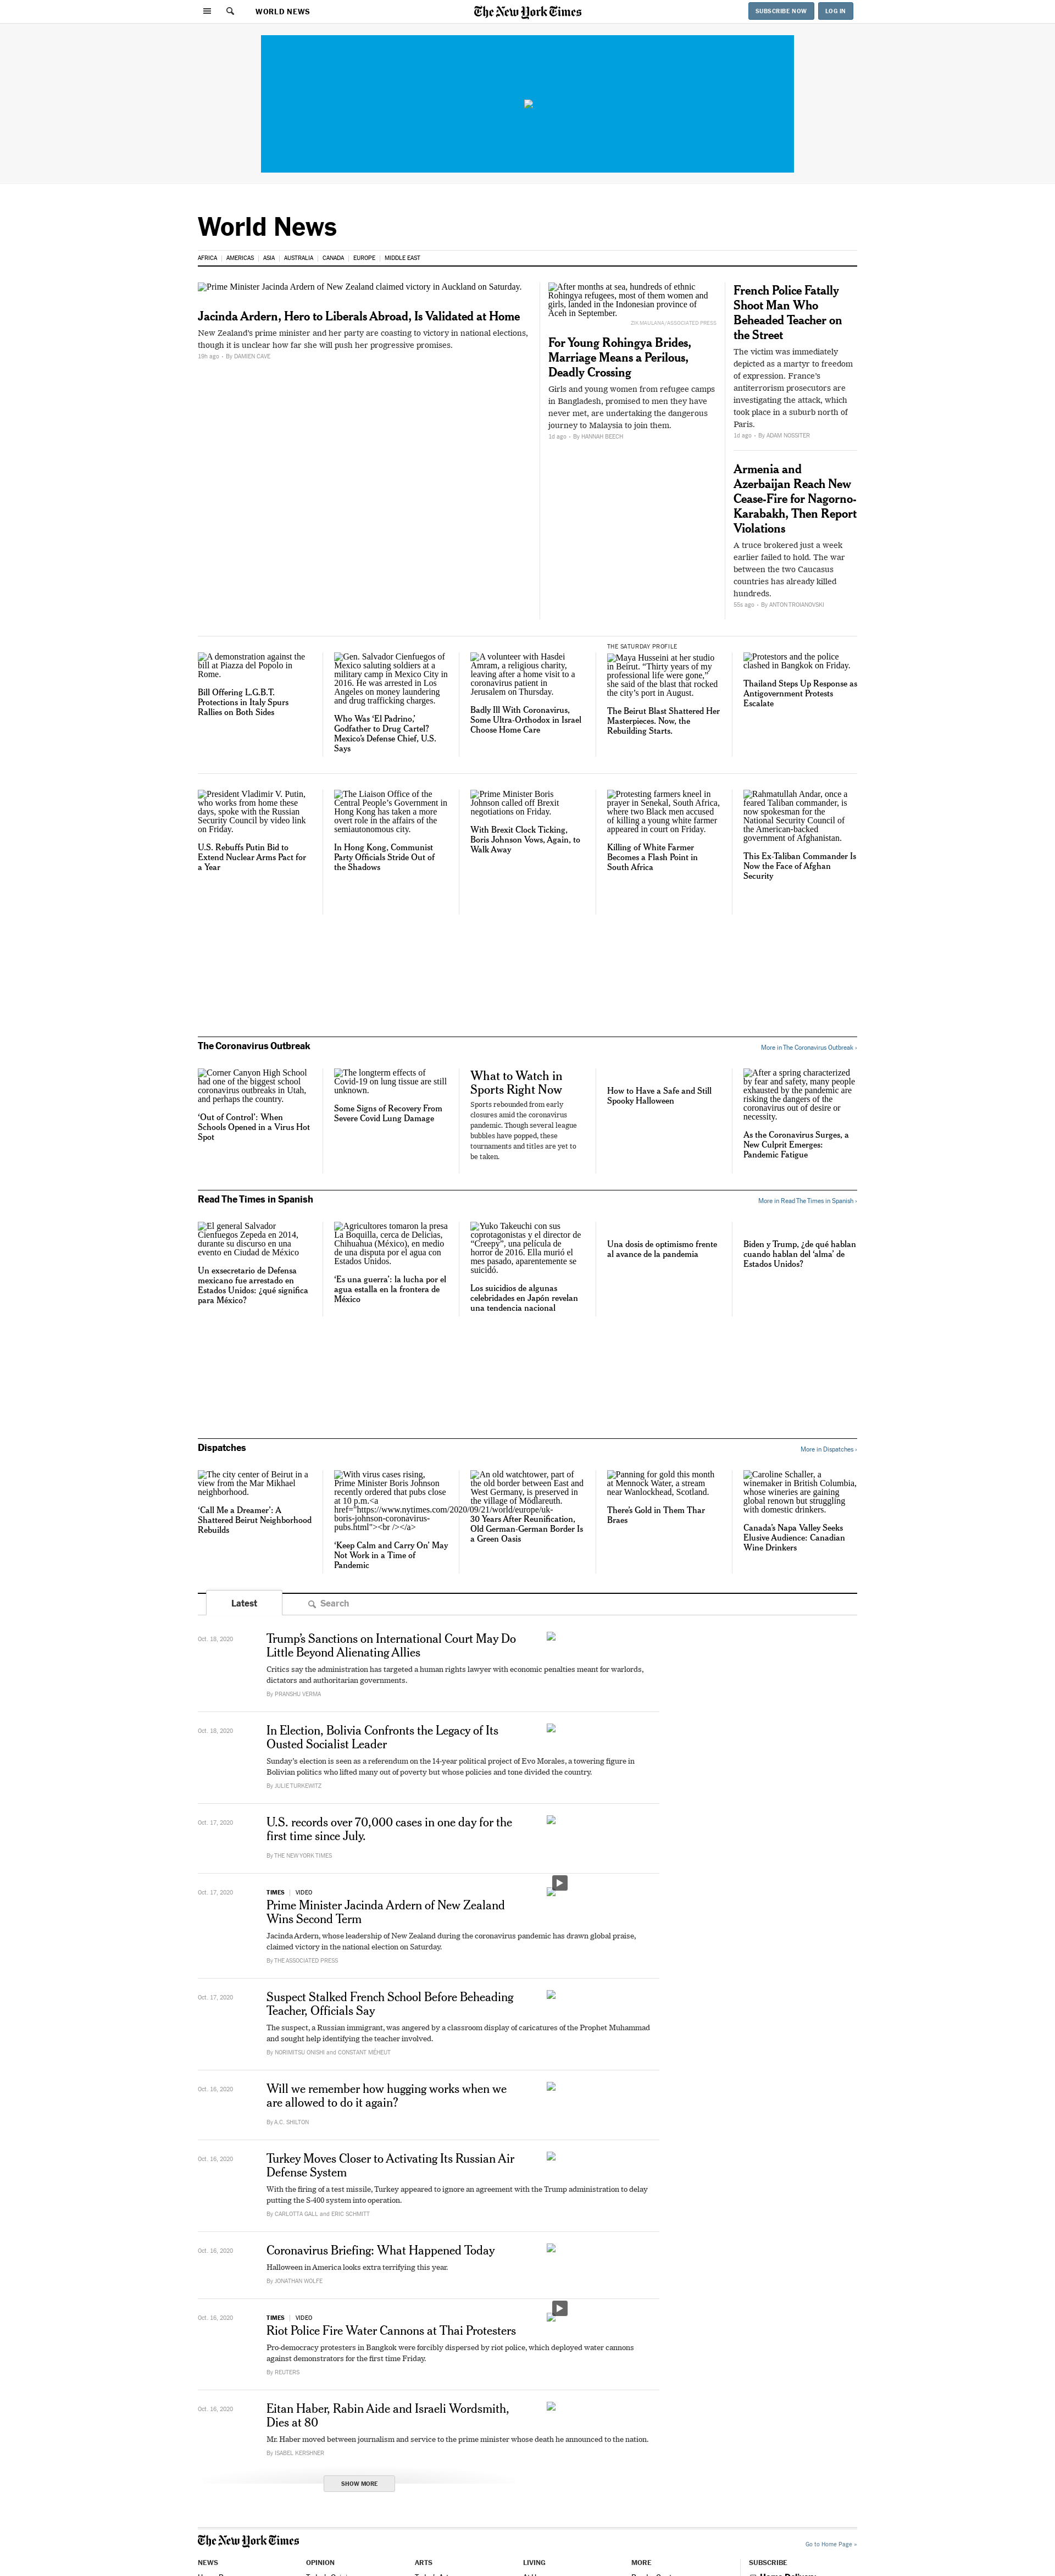 WORLD NEWS
The New York Times
SUBSCRIBE NOW
LOG IN
World News
AFRICA | AMERICAS | ASIA | AUSTRALIA | CANADA | EUROPE | MIDDLE EAST
Prime Minister Jacinda Ardern of New Zealand claimed victory in Auckland on Saturday.
Jacinda Ardern, Hero to Liberals Abroad, Is Validated at Home
New Zealand's prime minister and her party are coasting to victory in national elections,
though it is unclear how far she will push her progressive promises.
19h ago · By DAMIEN CAVE
After months at sea, hundreds of ethnic
Rohingya refugees, most of them women and
girls, landed in the Indonesian province of
Aceh in September.
ZIK MAULANA/ASSOCIATED PRESS
For Young Rohingya Brides,
Marriage Means a Perilous,
Deadly Crossing
Girls and young women from refugee camps
in Bangladesh, promised to men they have
never met, are undertaking the dangerous
journey to Malaysia to join them.
1d ago · By HANNAH BEECH
French Police Fatally
Shoot Man Who
Beheaded Teacher on
the Street
The victim was immediately
depicted as a martyr to freedom
of expression. France's
antiterrorism prosecutors are
investigating the attack, which
took place in a suburb north of
Paris.
1d ago · By ADAM NOSSITER
Armenia and
Azerbaijan Reach New
Cease-Fire for Nagorno-
Karabakh, Then Report
Violations
A truce brokered just a week
earlier failed to hold. The war
between the two Caucasus
countries has already killed
hundreds.
55s ago · By ANTON TROIANOVSKI
A demonstration against the
bill at Piazza del Popolo in
Rome.
Bill Offering L.G.B.T.
Protections in Italy Spurs
Rallies on Both Sides
Gen. Salvador Cienfuegos of
Mexico saluting soldiers at a
military camp in Mexico City in
2016. He was arrested in Los
Angeles on money laundering
and drug trafficking charges.
Who Was ‘El Padrino,’
Godfather to Drug Cartel?
Mexico’s Defense Chief, U.S.
Says
A volunteer with Hasdei
Amram, a religious charity,
leaving after a home visit to a
coronavirus patient in
Jerusalem on Thursday.
Badly Ill With Coronavirus,
Some Ultra-Orthodox in Israel
Choose Home Care
THE SATURDAY PROFILE
Maya Husseini at her studio
in Beirut. “Thirty years of my
professional life were gone,”
she said of the blast that rocked
the city’s port in August.
The Beirut Blast Shattered Her
Masterpieces. Now, the
Rebuilding Starts.
Protestors and the police
clashed in Bangkok on Friday.
Thailand Steps Up Response as
Antigovernment Protests
Escalate
President Vladimir V. Putin,
who works from home these
days, spoke with the Russian
Security Council by video link
on Friday.
U.S. Rebuffs Putin Bid to
Extend Nuclear Arms Pact for
a Year
The Liaison Office of the
Central People’s Government in
Hong Kong has taken a more
overt role in the affairs of the
semiautonomous city.
In Hong Kong, Communist
Party Officials Stride Out of
the Shadows
Prime Minister Boris
Johnson called off Brexit
negotiations on Friday.
With Brexit Clock Ticking,
Boris Johnson Vows, Again, to
Walk Away
Protesting farmers kneel in
prayer in Senekal, South Africa,
where two Black men accused
of killing a young white farmer
appeared in court on Friday.
Killing of White Farmer
Becomes a Flash Point in
South Africa
Rahmatullah Andar, once a
feared Taliban commander, is
now spokesman for the
National Security Council of
the American-backed
government of Afghanistan.
This Ex-Taliban Commander Is
Now the Face of Afghan
Security
The Coronavirus Outbreak
More in The Coronavirus Outbreak »
Corner Canyon High School
had one of the biggest school
coronavirus outbreaks in Utah,
and perhaps the country.
‘Out of Control’: When
Schools Opened in a Virus Hot
Spot
The longterm effects of
Covid-19 on lung tissue are still
unknown.
Some Signs of Recovery From
Severe Covid Lung Damage
What to Watch in
Sports Right Now
Sports rebounded from early
closures amid the coronavirus
pandemic. Though several league
bubbles have popped, these
tournaments and titles are yet to
be taken.
How to Have a Safe and Still
Spooky Halloween
After a spring characterized
by fear and safety, many people
exhausted by the pandemic are
risking the dangers of the
coronavirus out of desire or
necessity.
As the Coronavirus Surges, a
New Culprit Emerges:
Pandemic Fatigue
Read The Times in Spanish
More in Read The Times in Spanish »
El general Salvador
Cienfuegos Zepeda en 2014,
durante su discurso en una
evento en Ciudad de México
Un exsecretario de Defensa
mexicano fue arrestado en
Estados Unidos: ¿qué significa
para México?
Agricultores tomaron la presa
La Boquilla, cerca de Delicias,
Chihuahua (México), en medio
de una disputa por el agua con
Estados Unidos.
‘Es una guerra’: la lucha por el
agua estalla en la frontera de
México
Yuko Takeuchi con sus
coprotagonistas y el director de
“Creepy”, una película de
horror de 2016. Ella murió el
mes pasado, aparentemente se
suicidó.
Los suicidios de algunas
celebridades en Japón revelan
una tendencia nacional
Una dosis de optimismo frente
al avance de la pandemia
Biden y Trump, ¿de qué hablan
cuando hablan del ‘alma’ de
Estados Unidos?
Dispatches
More in Dispatches »
The city center of Beirut in a
view from the Mar Mikhael
neighborhood.
‘Call Me a Dreamer’: A
Shattered Beirut Neighborhood
Rebuilds
With virus cases rising,
Prime Minister Boris Johnson
recently ordered that pubs close
at 10 p.m.<a
href="https://www.nytimes.com/2020/09/21/world/europe/uk-
boris-johnson-coronavirus-
pubs.html"><br /></a>
‘Keep Calm and Carry On’ May
Not Work in a Time of
Pandemic
An old watchtower, part of
the old border between East and
West Germany, is preserved in
the village of Mödlareuth.
30 Years After Reunification,
Old German-German Border Is
a Green Oasis
Panning for gold this month
at Mennock Water, a stream
near Wanlockhead, Scotland.
There’s Gold in Them Thar
Braes
Caroline Schaller, a
winemaker in British Columbia,
whose wineries are gaining
global renown but struggling
with domestic drinkers.
Canada’s Napa Valley Seeks
Elusive Audience: Canadian
Wine Drinkers
Latest
Search
Oct. 18, 2020
Trump’s Sanctions on International Court May Do
Little Beyond Alienating Allies
Critics say the administration has targeted a human rights lawyer with economic penalties meant for warlords,
dictators and authoritarian governments.
By PRANSHU VERMA
Oct. 18, 2020
In Election, Bolivia Confronts the Legacy of Its
Ousted Socialist Leader
Sunday’s election is seen as a referendum on the 14-year political project of Evo Morales, a towering figure in
Bolivian politics who lifted many out of poverty but whose policies and tone divided the country.
By JULIE TURKEWITZ
Oct. 17, 2020
U.S. records over 70,000 cases in one day for the
first time since July.
By THE NEW YORK TIMES
Oct. 17, 2020
TIMES | VIDEO
Prime Minister Jacinda Ardern of New Zealand
Wins Second Term
Jacinda Ardern, whose leadership of New Zealand during the coronavirus pandemic has drawn global praise,
claimed victory in the national election on Saturday.
By THE ASSOCIATED PRESS
Oct. 17, 2020
Suspect Stalked French School Before Beheading
Teacher, Officials Say
The suspect, a Russian immigrant, was angered by a classroom display of caricatures of the Prophet Muhammad
and sought help identifying the teacher involved.
By NORIMITSU ONISHI and CONSTANT MÉHEUT
Oct. 16, 2020
Will we remember how hugging works when we
are allowed to do it again?
By A.C. SHILTON
Oct. 16, 2020
Turkey Moves Closer to Activating Its Russian Air
Defense System
With the firing of a test missile, Turkey appeared to ignore an agreement with the Trump administration to delay
putting the S-400 system into operation.
By CARLOTTA GALL and ERIC SCHMITT
Oct. 16, 2020
Coronavirus Briefing: What Happened Today
Halloween in America looks extra terrifying this year.
By JONATHAN WOLFE
Oct. 16, 2020
TIMES | VIDEO
Riot Police Fire Water Cannons at Thai Protesters
Pro-democracy protesters in Bangkok were forcibly dispersed by riot police, which deployed water cannons
against demonstrators for the first time Friday.
By REUTERS
Oct. 16, 2020
Eitan Haber, Rabin Aide and Israeli Wordsmith,
Dies at 80
Mr. Haber moved between journalism and service to the prime minister whose death he announced to the nation.
By ISABEL KERSHNER
SHOW MORE
The New York Times
Go to Home Page »
NEWS
OPINION
ARTS
LIVING
MORE
SUBSCRIBE